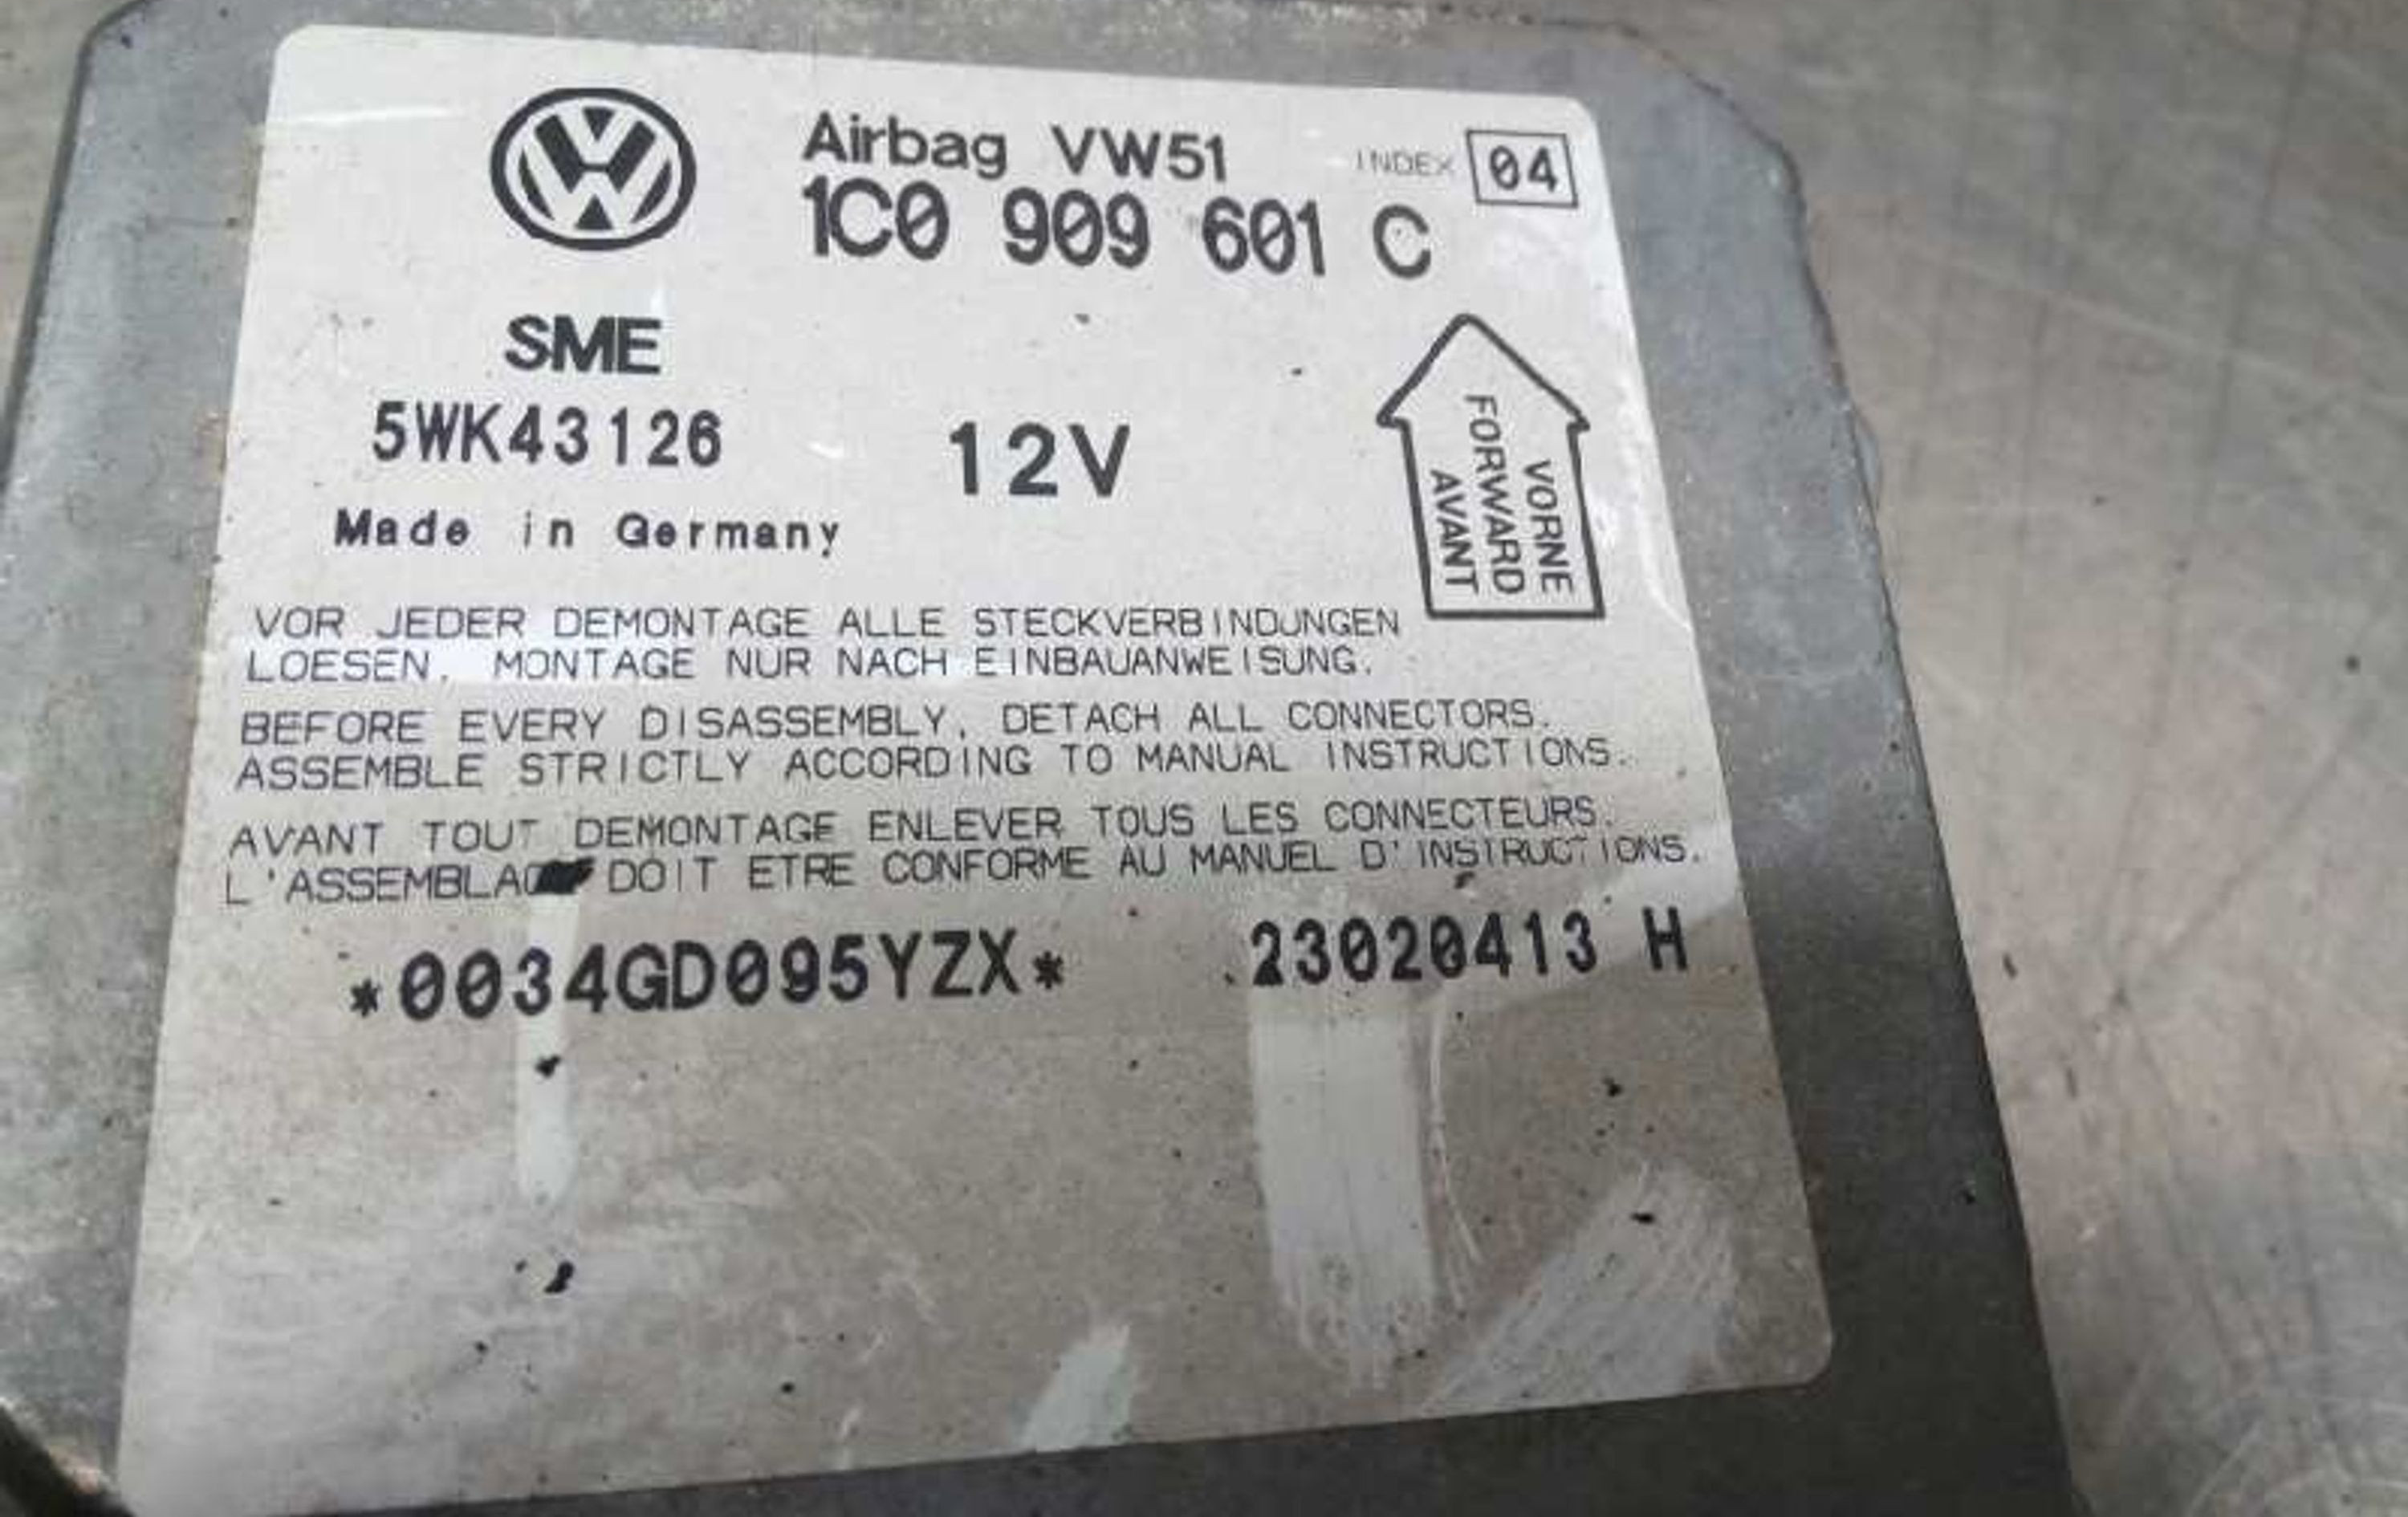 Airbag VW51 INDEX 04
1C0 909 601 C
SME
5WK43126 12V
Made in Germany
VORNE
FORWARD
AVANT
VOR JEDER DEMONTAGE ALLE STECKVERBINDUNGEN
LOESEN. MONTAGE NUR NACH EINBAUANWEISUNG.
BEFORE EVERY DISASSEMBLY, DETACH ALL CONNECTORS.
ASSEMBLE STRICTLY ACCORDING TO MANUAL INSTRUCTIONS.
AVANT TOUT DEMONTAGE ENLEVER TOUS LES CONNECTEURS.
DOIT ETRE CONFORME AU MANUEL D'INSTRUCTIONS.
*0034GD095YZX* 23020413 H